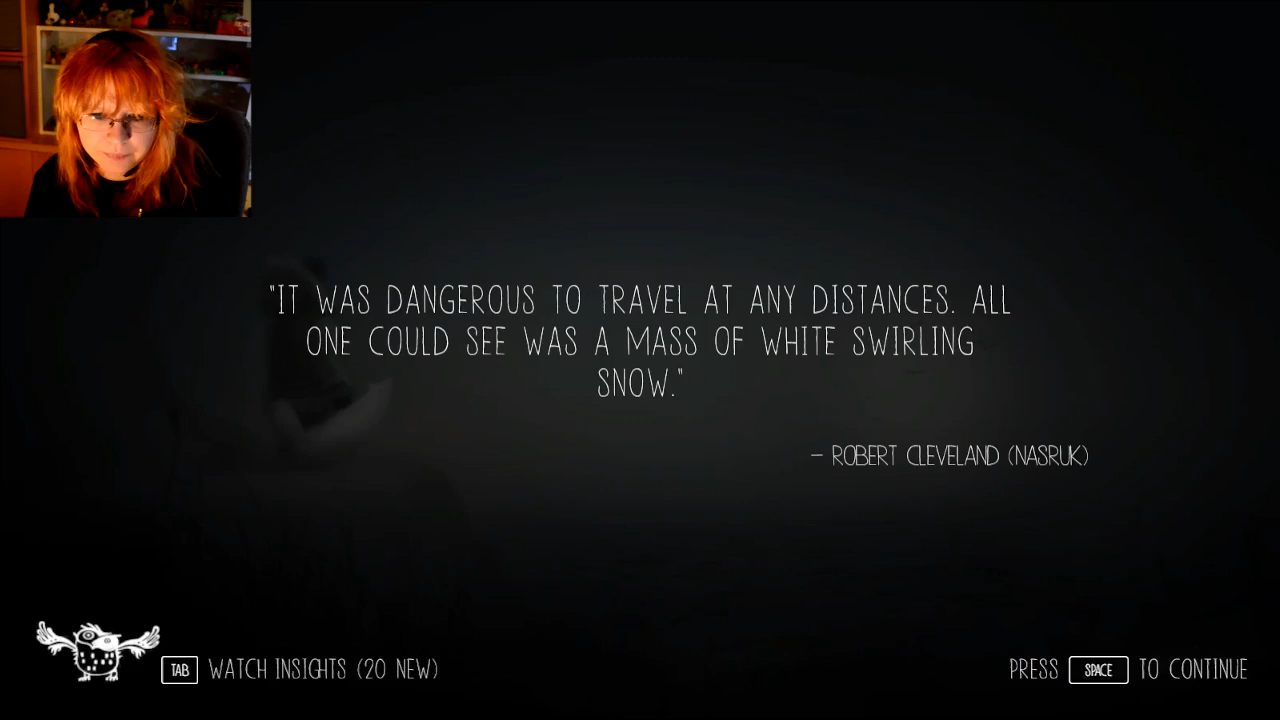 "IT WAS DANGEROUS TO TRAVEL AT ANY DISTANCES. ALL
ONE COULD SEE WAS A MASS OF WHITE SWIRLING
SNOW."
– ROBERT CLEVELAND (NASRUK)
TAB WATCH INSIGHTS (20 NEW)
PRESS SPACE TO CONTINUE